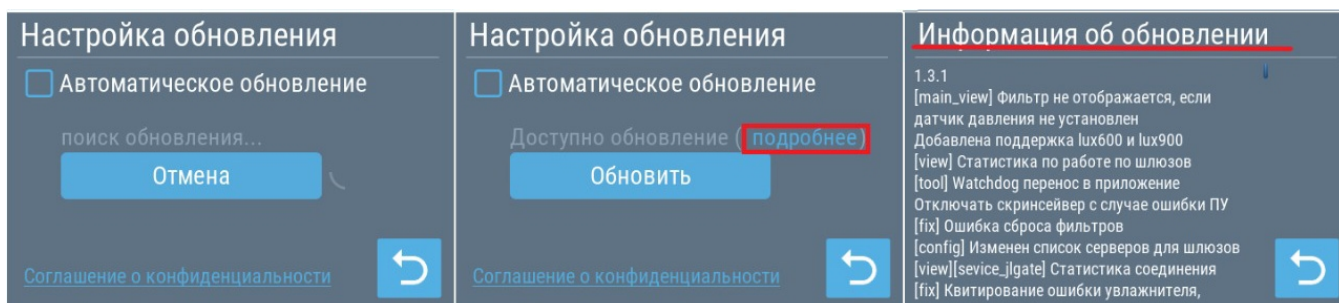 Настройка обновления
Автоматическое обновление
поиск обновления...
Отмена
Соглашение о конфиденциальности
Настройка обновления
Автоматическое обновление
Доступно обновление ( подробнее)
Обновить
Соглашение о конфиденциальности
Информация об обновлении
1.3.1
[main_view] Фильтр не отображается, если
датчик давления не установлен
Добавлена поддержка lux600 и lux900
[view] Статистика по работе по шлюзов
[tool] Watchdog перенос в приложение
Отключать скринсейвер с случае ошибки ПУ
[fix] Ошибка сброса фильтров
[config] Изменен список серверов для шлюзов
[view][sevice_jlgate] Статистика соединения
[fix] Квитирование ошибки увлажнителя,